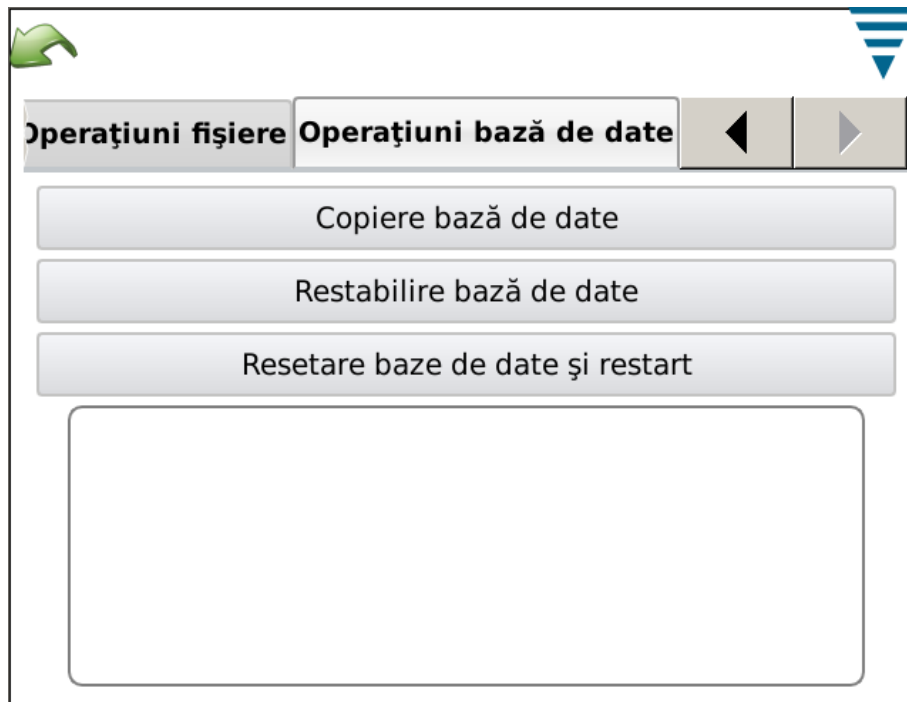 Operaţiuni fişiere Operaţiuni bază de date
Copiere bază de date
Restabilire bază de date
Resetare baze de date şi restart